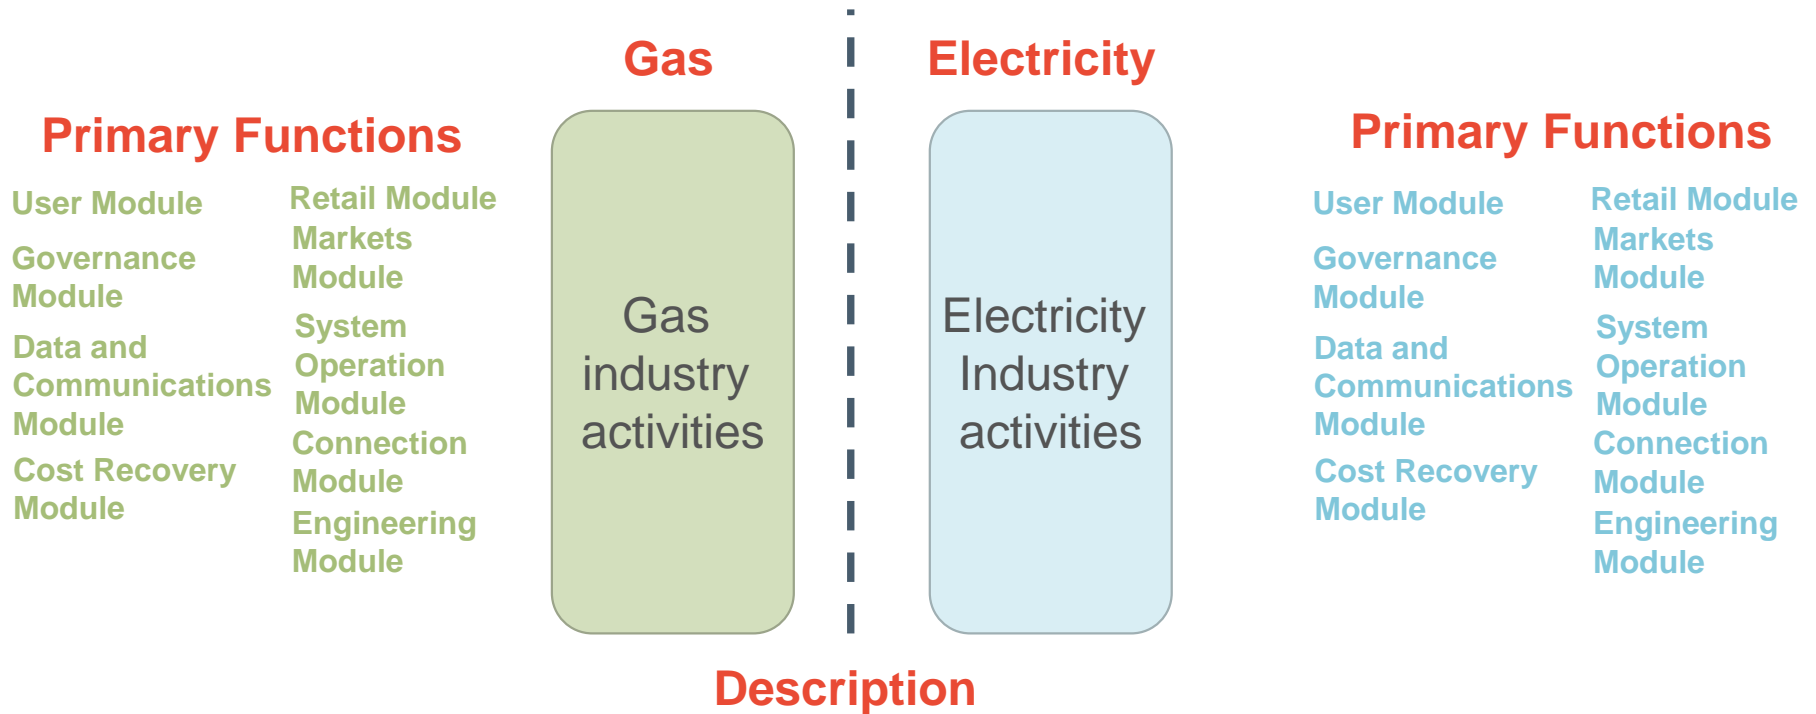 Gas
Electricity
Primary Functions
User Module
Governance
Module
Data and
Communications
Module
Cost Recovery
Module
Retail Module
Markets
Module
System
Operation
Module
Connection
Module
Engineering
Module
Gas
industry
activities
Electricity
Industry
activities
Primary Functions
User Module
Governance
Module
Data and
Communications
Module
Cost Recovery
Module
Retail Module
Markets
Module
System
Operation
Module
Connection
Module
Engineering
Module
Description